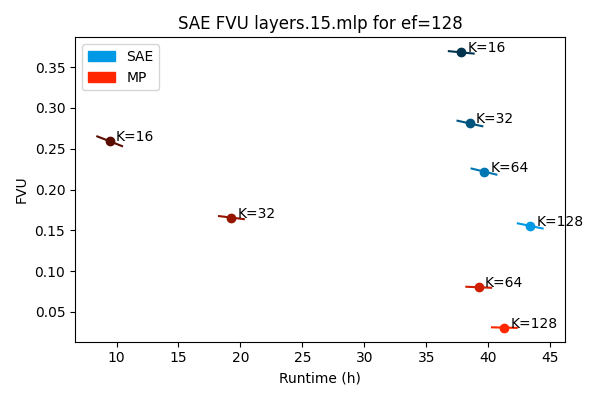 SAE FVU layers.15.mlp for ef=128
SAE
MP
K=16
K=32
K=64
K=128
K=16
K=32
K=64
K=128
0.35
0.30
0.25
0.20
0.15
0.10
0.05
FVU
10
15
20
25
30
35
40
45
Runtime (h)